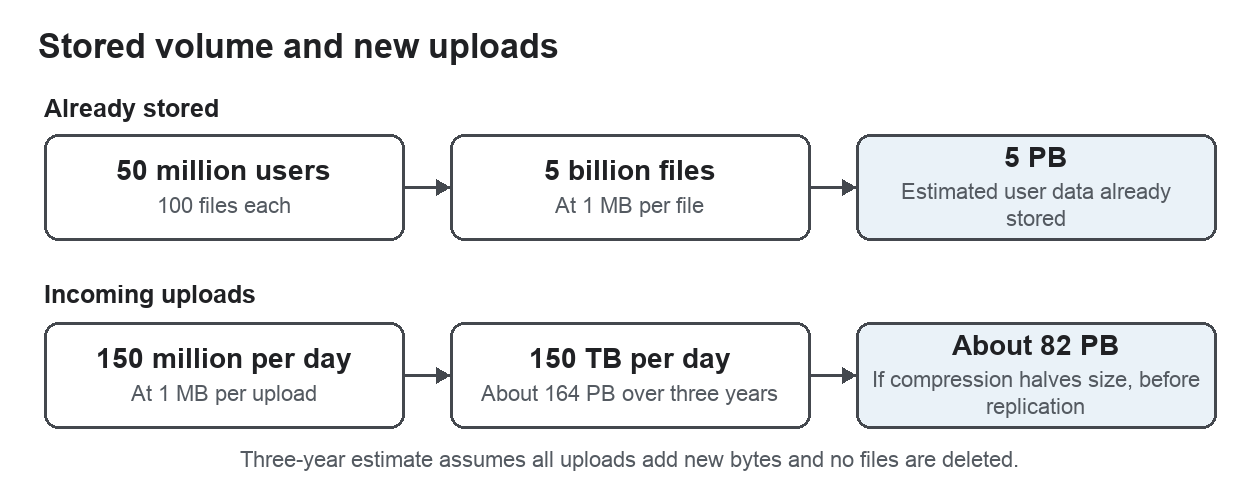 Stored volume and new uploads
Already stored
50 million users
100 files each
5 billion files
At 1 MB per file
5 PB
Estimated user data already
stored
Incoming uploads
150 million per day
At 1 MB per upload
150 TB per day
About 164 PB over three years
About 82 PB
If compression halves size, before
replication
Three-year estimate assumes all uploads add new bytes and no files are deleted.